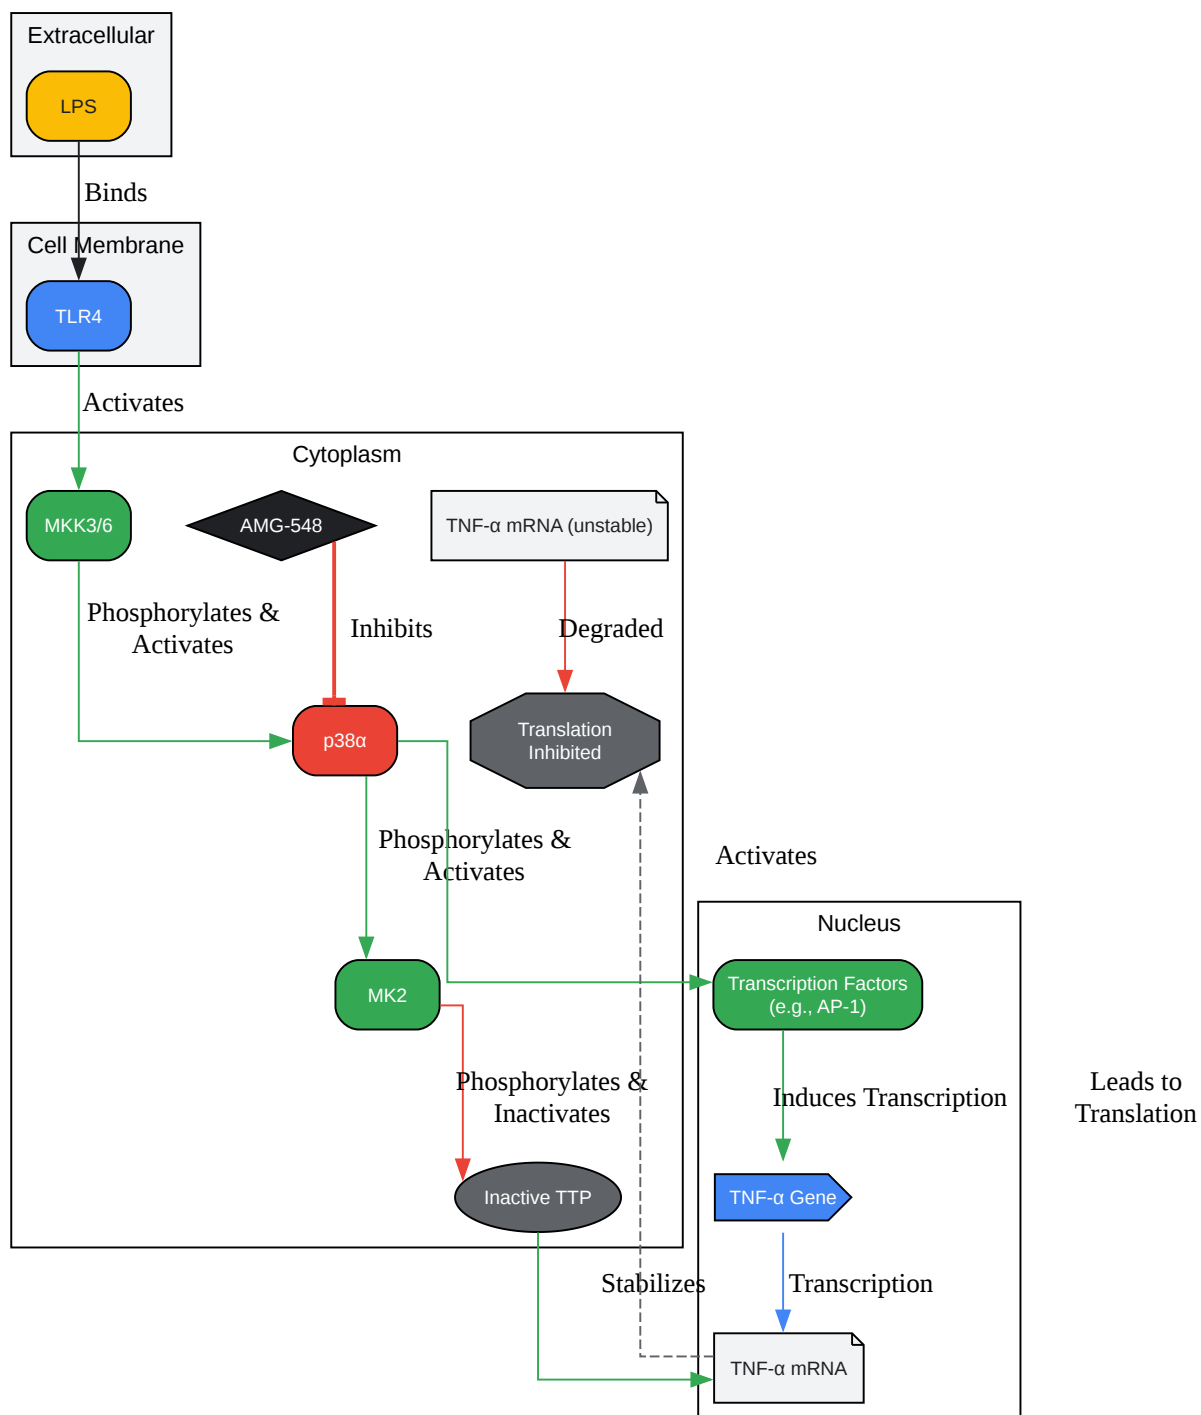 Extracellular
LPS
Binds
Cell Membrane
TLR4
Activates
Cytoplasm
MKK3/6
AMG-548
TNF-α mRNA (unstable)
Phosphorylates &
Activates
Inhibits
Degraded
p38α
Translation
Inhibited
Phosphorylates &
Activates
Activates
Nucleus
MK2
Transcription Factors
(e.g., AP-1)
Phosphorylates &
Inactivates
Induces Transcription
Leads to
Translation
Inactive TTP
TNF-α Gene
Stabilizes
Transcription
TNF-α mRNA